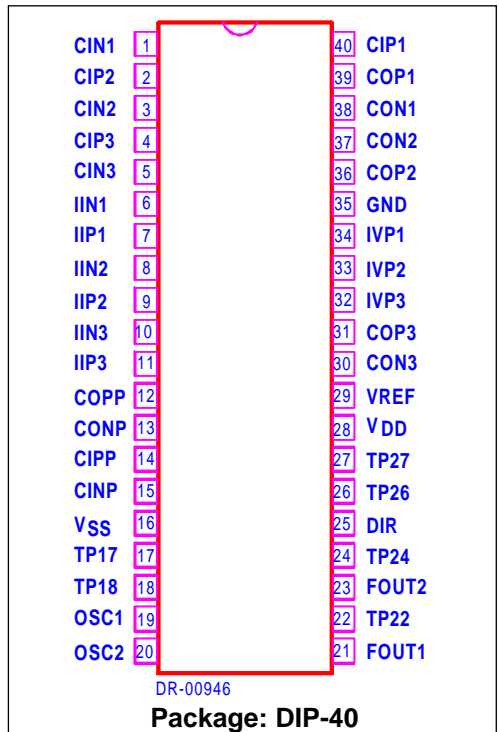 CIN1 1 40 CIP1
CIP2 2 39 COP1
CIN2 3 38 CON1
CIP3 4 37 CON2
CIN3 5 36 COP2
IIN1 6 35 GND
IIP1 7 34 IVP1
IIN2 8 33 IVP2
IIP2 9 32 IVP3
IIN3 10 31 COP3
IIP3 11 30 CON3
COPP 12 29 VREF
CONP 13 28 VDD
CIPP 14 27 TP27
CINP 15 26 TP26
VSS 16 25 DIR
TP17 17 24 TP24
TP18 18 23 FOUT2
OSC1 19 22 TP22
OSC2 20 21 FOUT1
DR-00946
Package: DIP-40